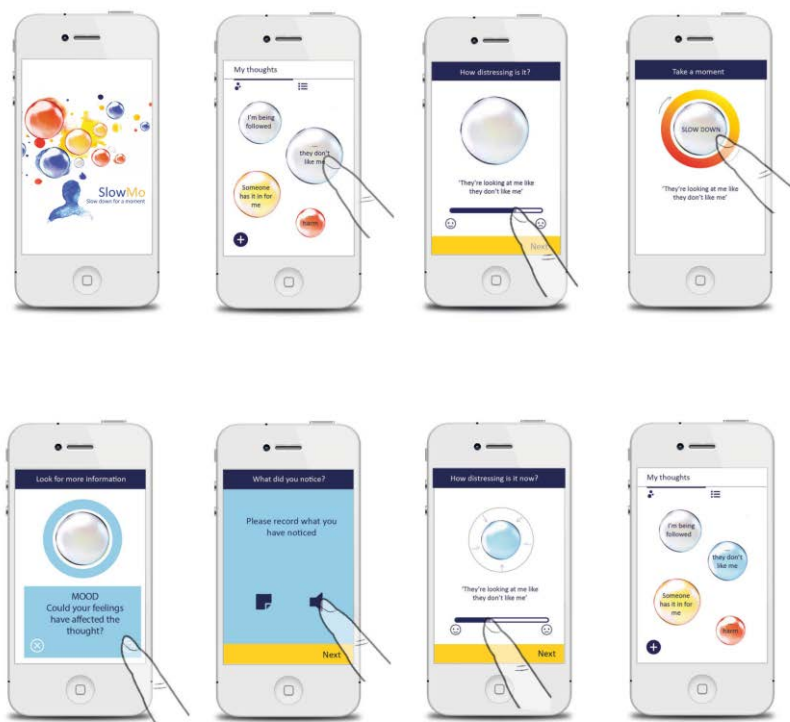 SlowMo
Slow down for a moment
My thoughts
I'm being
followed
they don't
like me
Someone
has it in for
me
harm
How distressing is it?
'They're looking at me like
they don't like me'
Next
Take a moment
SLOW DOWN
'They're looking at me like
they don't like me'
Look for more information
MOOD
Could your feelings
have affected the
thought?
What did you notice?
Please record what you
have noticed
Next
How distressing is it now?
'They're looking at me like
they don't like me'
Next
My thoughts
I'm being
followed
they don't
like me
Someone
has it in for
me
harm